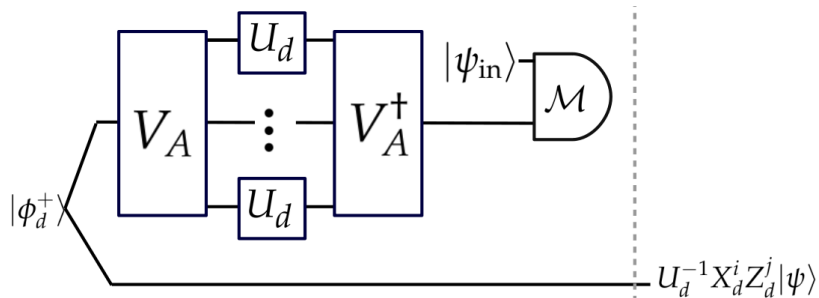 U_d
|ψ_in⟩
M
V_A
⋮
V_A^†
|ϕ_d^+⟩
U_d
U_d^{-1} X_d^i Z_d^j |ψ⟩